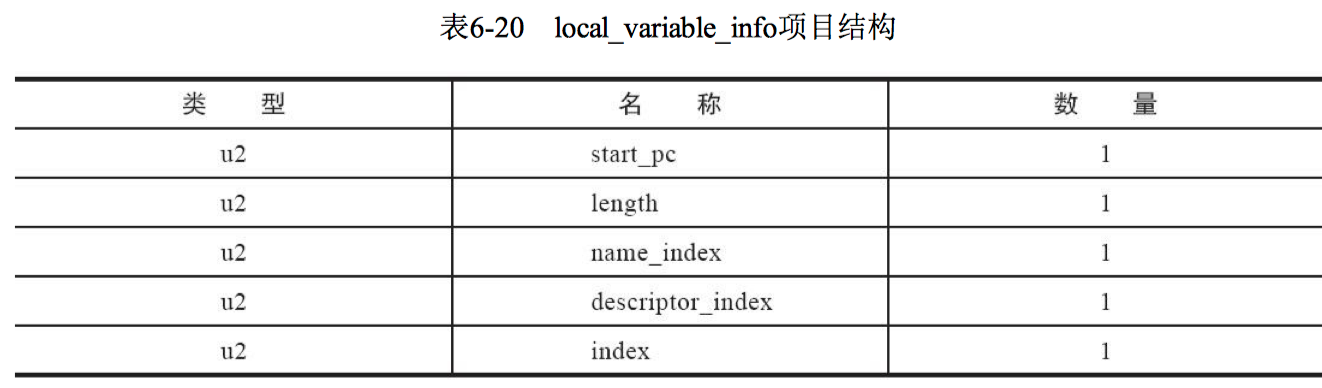 表6-20 local_variable_info项目结构
类 型 名 称 数 量
u2 start_pc 1
u2 length 1
u2 name_index 1
u2 descriptor_index 1
u2 index 1